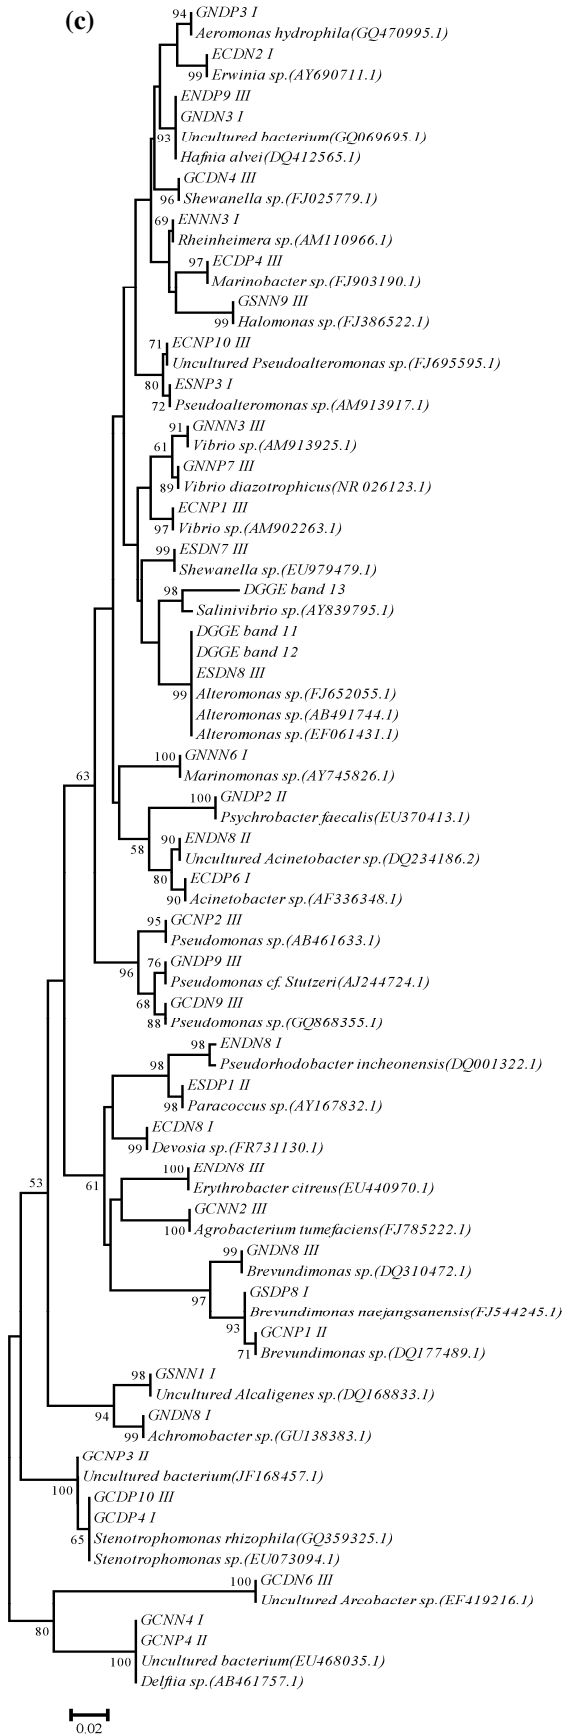 (c)
94
GNDP3 I
Aeromonas hydrophila(GQ470995.1)
ECDN2 I
99
Erwinia sp.(AY690711.1)
ENDP9 III
GNDN3 I
93
Uncultured bacterium(GQ069695.1)
Hafnia alvei(DQ412565.1)
GCDN4 III
96
Shewanella sp.(FJ025779.1)
69
ENNN3 I
Rheinheimera sp.(AM110966.1)
97
ECDP4 III
Marinobacter sp.(FJ903190.1)
GSNN9 III
99
Halomonas sp.(FJ386522.1)
71
ECNP10 III
Uncultured Pseudoalteromonas sp.(FJ695595.1)
80
ESNP3 I
72
Pseudoalteromonas sp.(AM913917.1)
91
GNNN3 III
61
Vibrio sp.(AM913925.1)
GNNP7 III
89
Vibrio diazotrophicus(NR 026123.1)
ECNP1 III
97
Vibrio sp.(AM902263.1)
99
ESDN7 III
Shewanella sp.(EU979479.1)
98
DGGE band 13
Salinivibrio sp.(AY839795.1)
DGGE band 11
DGGE band 12
ESDN8 III
99
Alteromonas sp.(FJ652055.1)
Alteromonas sp.(AB491744.1)
Alteromonas sp.(EF061431.1)
100
GNNN6 I
63
Marinomonas sp.(AY745826.1)
100
GNDP2 II
Psychrobacter faecalis(EU370413.1)
58
90
ENDN8 II
Uncultured Acinetobacter sp.(DQ234186.2)
80
ECDP6 I
90
Acinetobacter sp.(AF336348.1)
95
GCNP2 III
Pseudomonas sp.(AB461633.1)
96
76
GNDP9 III
Pseudomonas cf. Stutzeri(AJ244724.1)
68
GCDN9 III
88
Pseudomonas sp.(GQ868355.1)
98
ENDN8 I
98
Pseudorhodobacter incheonensis(DQ001322.1)
ESDP1 II
98
Paracoccus sp.(AY167832.1)
ECDN8 I
99
Devosia sp.(FR731130.1)
100
ENDN8 III
53
61
Erythrobacter citreus(EU440970.1)
GCNN2 III
100
Agrobacterium tumefaciens(FJ785222.1)
99
GNDN8 III
Brevundimonas sp.(DQ310472.1)
97
GSDP8 I
Brevundimonas naejangsanensis(FJ544245.1)
93
GCNP1 II
71
Brevundimonas sp.(DQ177489.1)
98
GSNN1 I
Uncultured Alcaligenes sp.(DQ168833.1)
94
GNDN8 I
99
Achromobacter sp.(GU138383.1)
GCNP3 II
Uncultured bacterium(JF168457.1)
100
GCDP10 III
GCDP4 I
65
Stenotrophomonas rhizophila(GQ359325.1)
Stenotrophomonas sp.(EU073094.1)
100
GCDN6 III
Uncultured Arcobacter sp.(EF419216.1)
80
GCNN4 I
GCNP4 II
100
Uncultured bacterium(EU468035.1)
Delftia sp.(AB461757.1)
0.02